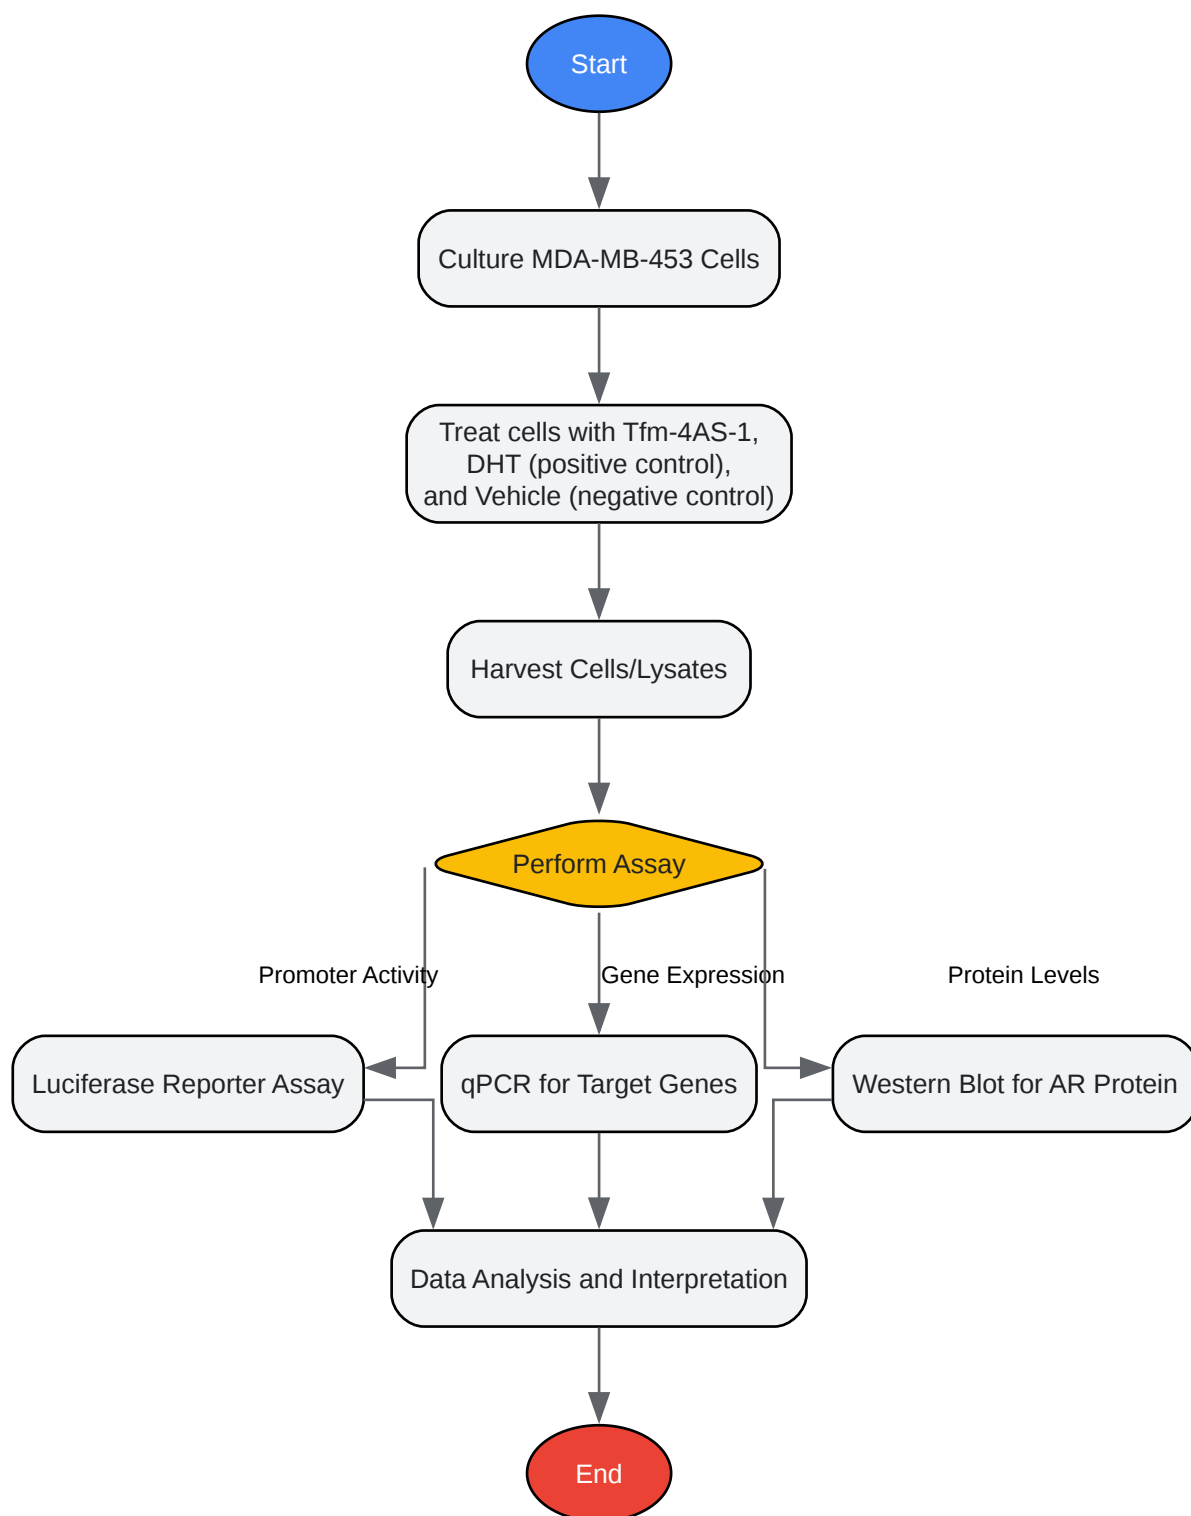 Start
Culture MDA-MB-453 Cells
Treat cells with Tfm-4AS-1,
DHT (positive control),
and Vehicle (negative control)
Harvest Cells/Lysates
Perform Assay
Promoter Activity
Gene Expression
Protein Levels
Luciferase Reporter Assay
qPCR for Target Genes
Western Blot for AR Protein
Data Analysis and Interpretation
End